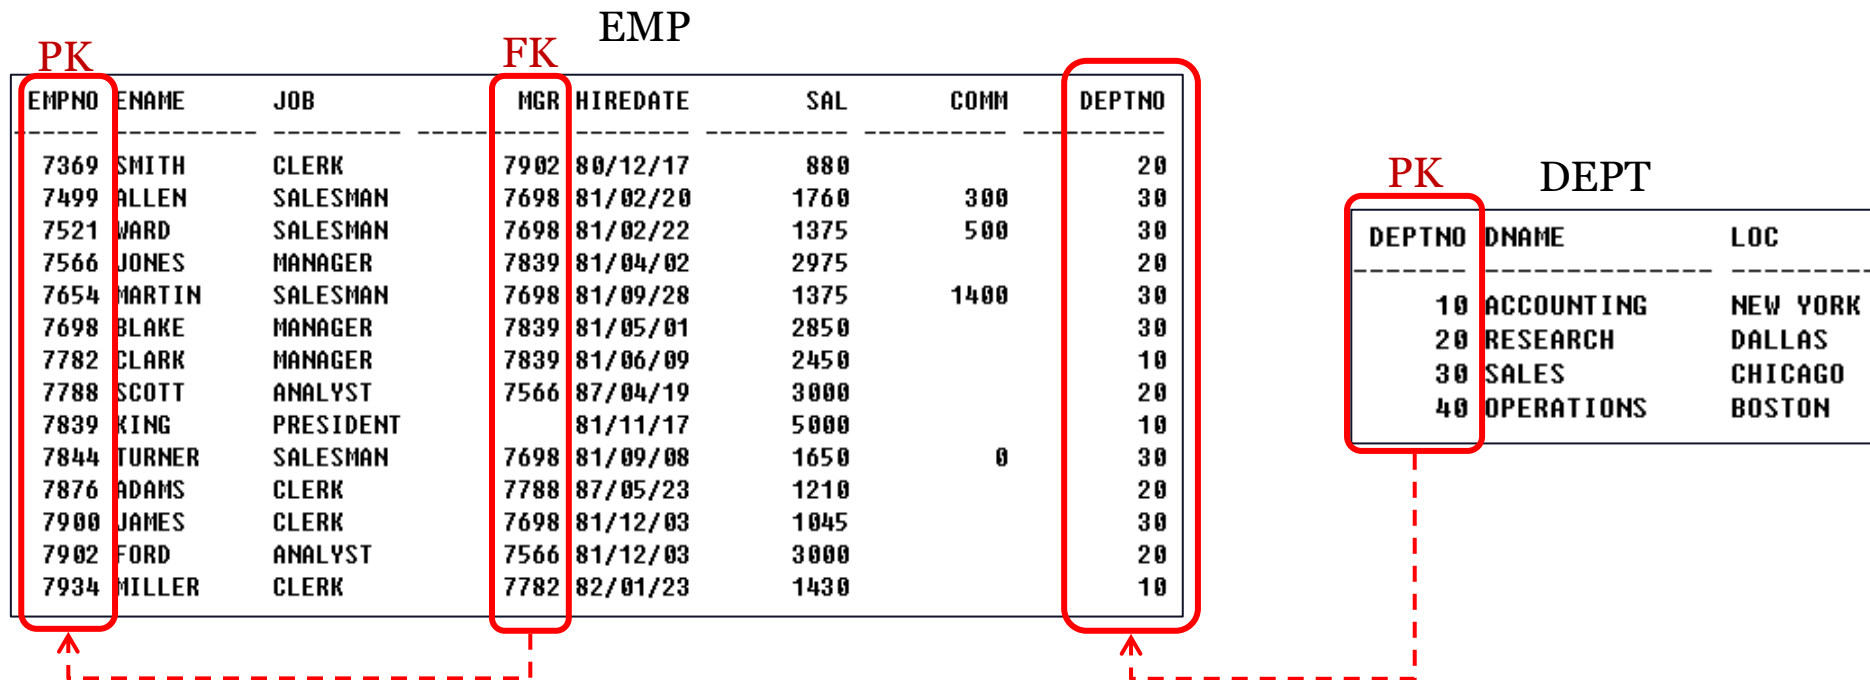 EMP
PK FK
EMPNO ENAME JOB MGR HIREDATE SAL COMM DEPTNO
7369 SMITH CLERK 7902 80/12/17 880 20
7499 ALLEN SALESMAN 7698 81/02/20 1760 300 30
7521 WARD SALESMAN 7698 81/02/22 1375 500 30
7566 JONES MANAGER 7839 81/04/02 2975 20
7654 MARTIN SALESMAN 7698 81/09/28 1375 1400 30
7698 BLAKE MANAGER 7839 81/05/01 2850 30
7782 CLARK MANAGER 7839 81/06/09 2450 10
7788 SCOTT ANALYST 7566 87/04/19 3000 20
7839 KING PRESIDENT 81/11/17 5000 10
7844 TURNER SALESMAN 7698 81/09/08 1650 0 30
7876 ADAMS CLERK 7788 87/05/23 1210 20
7900 JAMES CLERK 7698 81/12/03 1045 30
7902 FORD ANALYST 7566 81/12/03 3000 20
7934 MILLER CLERK 7782 82/01/23 1430 10
PK DEPT
DEPTNO DNAME LOC
10 ACCOUNTING NEW YORK
20 RESEARCH DALLAS
30 SALES CHICAGO
40 OPERATIONS BOSTON